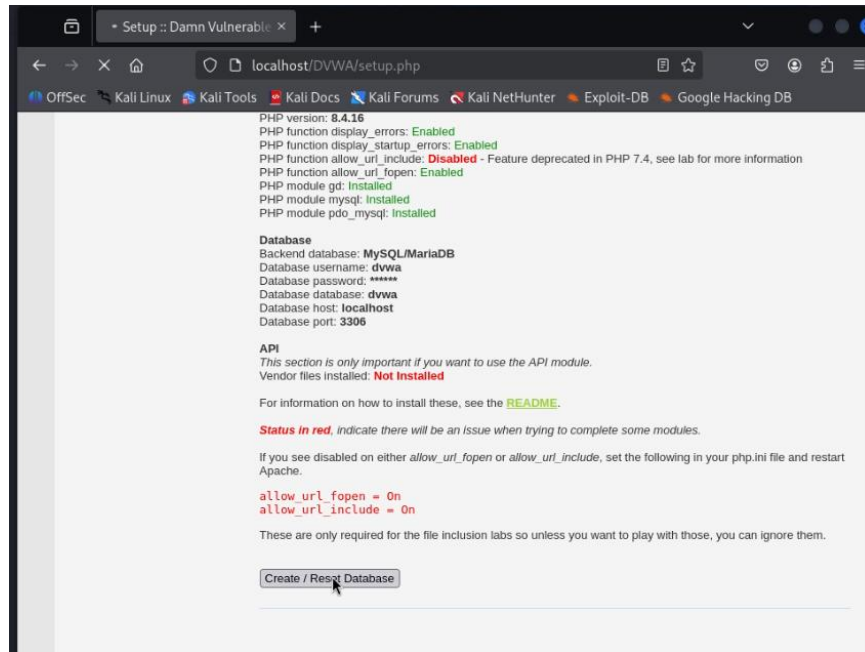 Setup :: Damn Vulnerable
localhost/DVWA/setup.php
OffSec Kali Linux Kali Tools Kali Docs Kali Forums Kali NetHunter Exploit-DB Google Hacking DB
PHP version: 8.4.16
PHP function display_errors: Enabled
PHP function display_startup_errors: Enabled
PHP function allow_url_include: Disabled - Feature deprecated in PHP 7.4, see lab for more information
PHP function allow_url_fopen: Enabled
PHP module gd: Installed
PHP module mysql: Installed
PHP module pdo_mysql: Installed
Database
Backend database: MySQL/MariaDB
Database username: dvwa
Database password: ******
Database database: dvwa
Database host: localhost
Database port: 3306
API
This section is only important if you want to use the API module.
Vendor files installed: Not Installed
For information on how to install these, see the README.
Status in red, indicate there will be an issue when trying to complete some modules.
If you see disabled on either allow_url_fopen or allow_url_include, set the following in your php.ini file and restart
Apache.
allow_url_fopen = On
allow_url_include = On
These are only required for the file inclusion labs so unless you want to play with those, you can ignore them.
Create / Reset Database